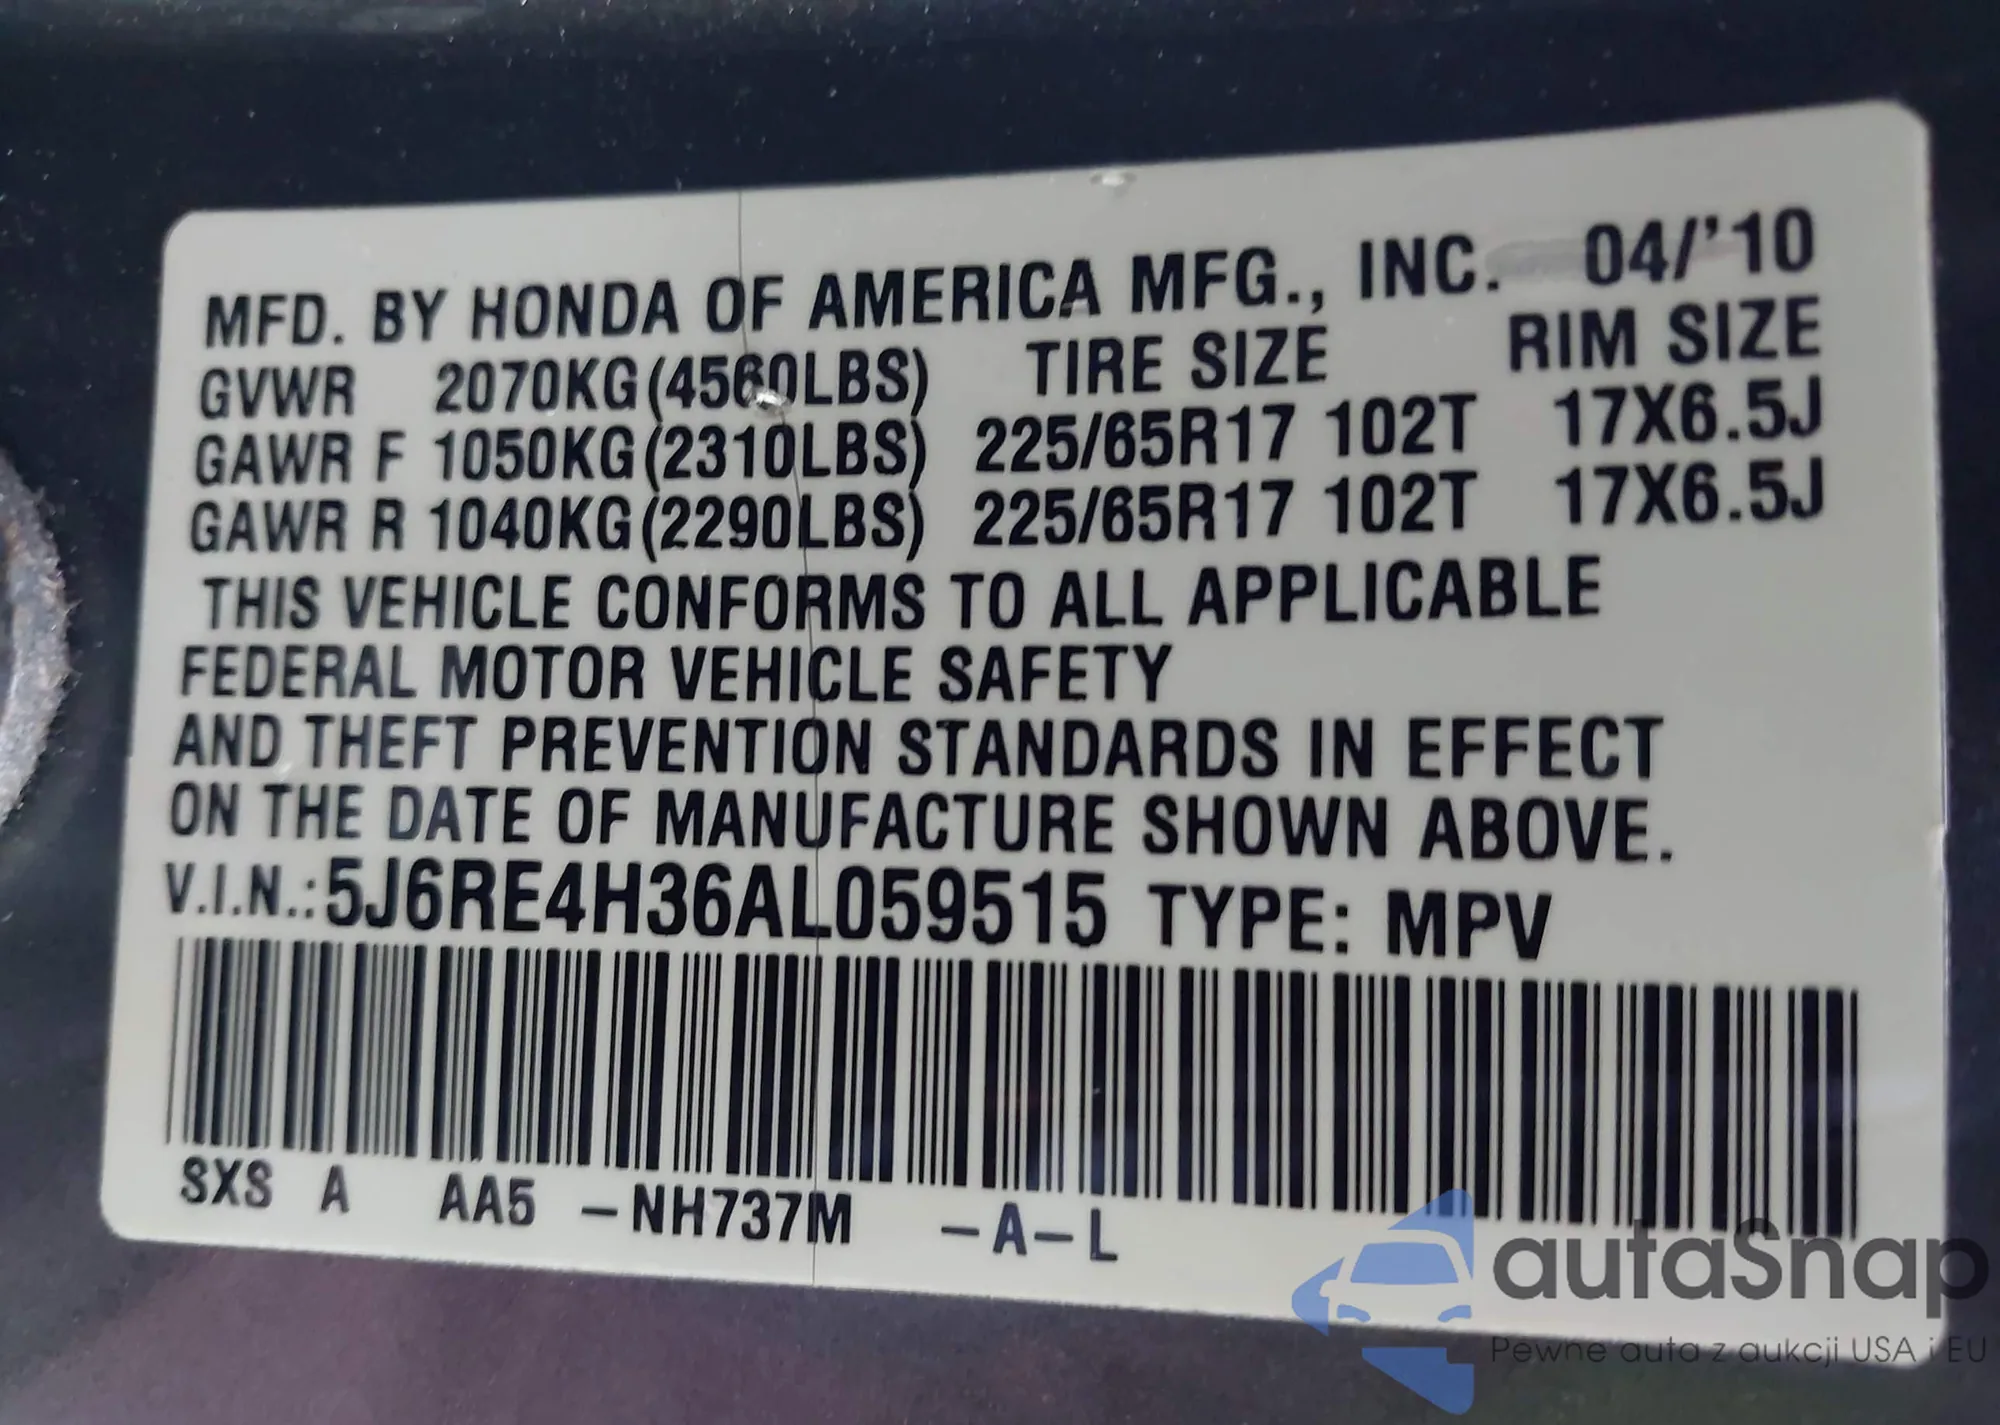 MFD. BY HONDA OF AMERICA MFG., INC. 04/'10
GVWR 2070KG(4560LBS) TIRE SIZE RIM SIZE
GAWR F 1050KG(2310LBS) 225/65R17 102T 17X6.5J
GAWR R 1040KG(2290LBS) 225/65R17 102T 17X6.5J
THIS VEHICLE CONFORMS TO ALL APPLICABLE
FEDERAL MOTOR VEHICLE SAFETY
AND THEFT PREVENTION STANDARDS IN EFFECT
ON THE DATE OF MANUFACTURE SHOWN ABOVE.
V.I.N.:5J6RE4H36AL059515 TYPE: MPV
SXS A AA5 -NH737M -A-L
autaSnap
Pewne auta z aukcji USA i EU